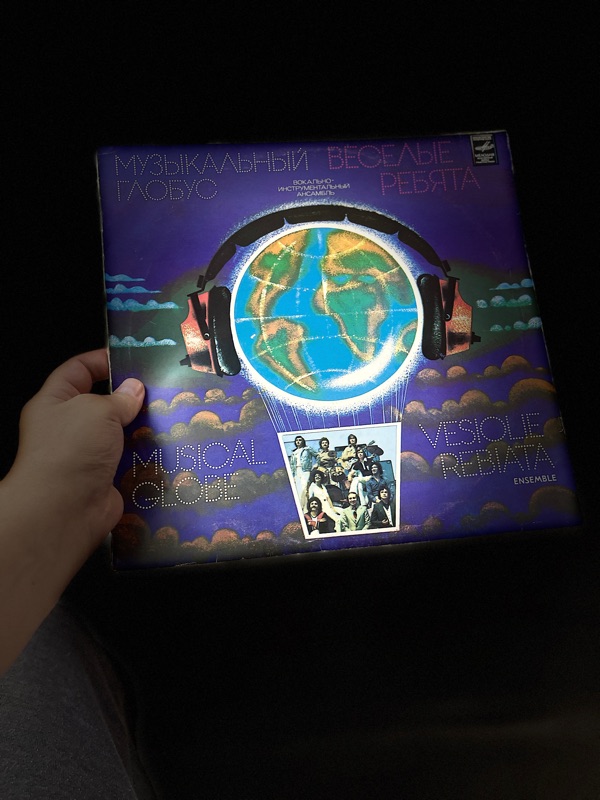 МУЗЫКАЛЬНЫЙ
ГЛОБУС
ВОКАЛЬНО-
ИНСТРУМЕНТАЛЬНЫЙ
АНСАМБЛЬ
ВЕСЕЛЫЕ
РЕБЯТА
MUSICAL
GLOBE
VESIOLIE
REBIATA
ENSEMBLE